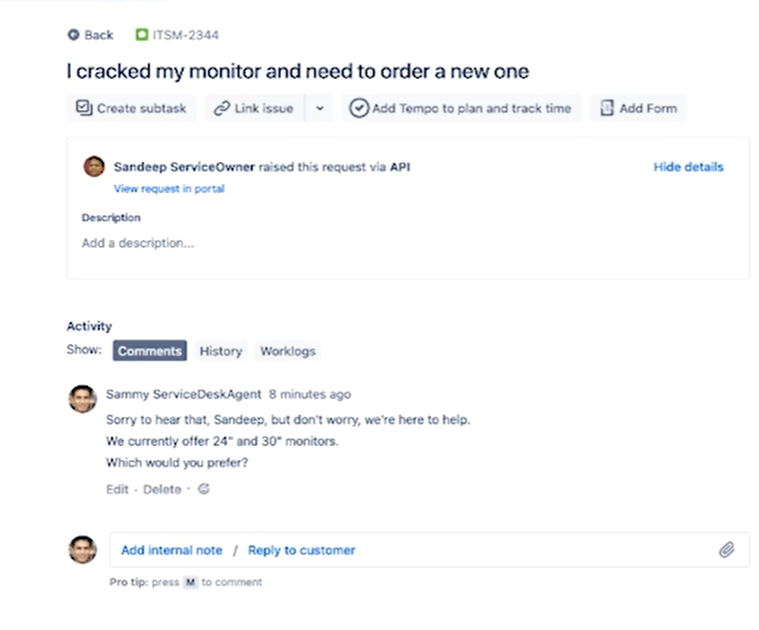 Back ITSM-2344
I cracked my monitor and need to order a new one
Create subtask Link issue Add Tempo to plan and track time Add Form
Sandeep ServiceOwner raised this request via API Hide details
View request in portal
Description
Add a description...
Activity
Show: Comments History Worklogs
Sammy ServiceDeskAgent 8 minutes ago
Sorry to hear that, Sandeep, but don't worry, we're here to help.
We currently offer 24" and 30" monitors.
Which would you prefer?
Edit · Delete ·
Add internal note / Reply to customer
Pro tip: press M to comment